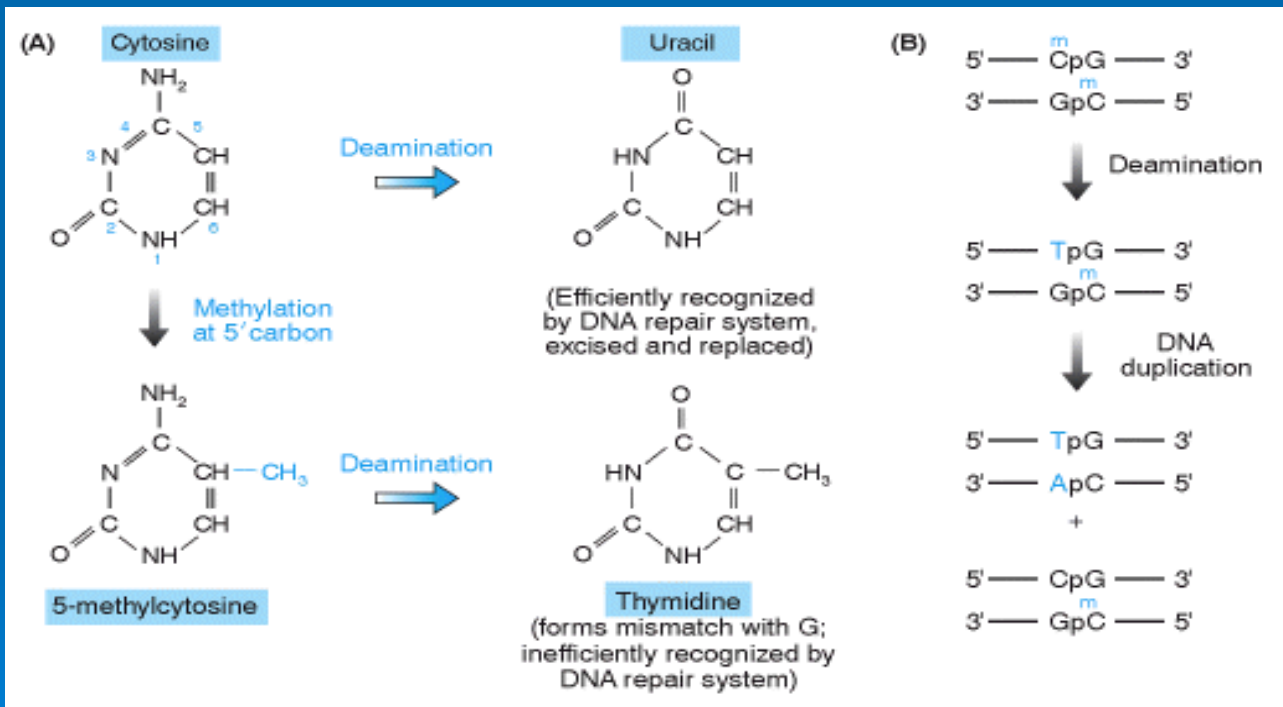 (A)
Cytosine
NH₂
4
C
5
3
N
CH
C
CH
2
6
O
NH
1
Deamination
Uracil
O
C
HN
CH
C
CH
O
NH
(Efficiently recognized
by DNA repair system,
excised and replaced)
Methylation
at 5' carbon
NH₂
C
N
CH
CH₃
C
CH
O
NH
5-methylcytosine
Deamination
O
C
HN
C
CH₃
C
CH
O
NH
Thymidine
(forms mismatch with G;
inefficiently recognized by
DNA repair system)
(B)
m
5' CpG 3'
m
3' GpC 5'
Deamination
5' TpG 3'
m
3' GpC 5'
DNA
duplication
5' TpG 3'
3' ApC 5'
+
5' CpG 3'
m
3' GpC 5'